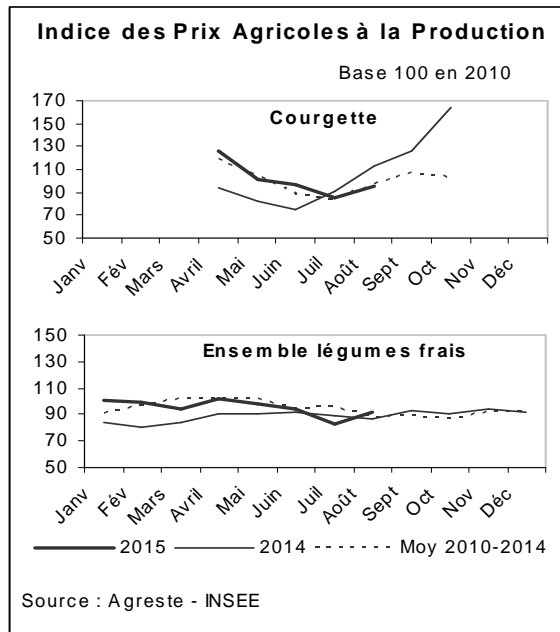 Indice des Prix Agricoles à la Production
Base 100 en 2010
Courgette
170
150
130
110
90
70
50
Janv
Fév
Mars
Avril
Mai
Juin
Juil
Août
Sept
Oct
Nov
Déc
Ensemble légumes frais
150
130
110
90
70
50
Janv
Fév
Mars
Avril
Mai
Juin
Juil
Août
Sept
Oct
Nov
Déc
2015 2014 Moy 2010-2014
Source : Agreste - INSEE